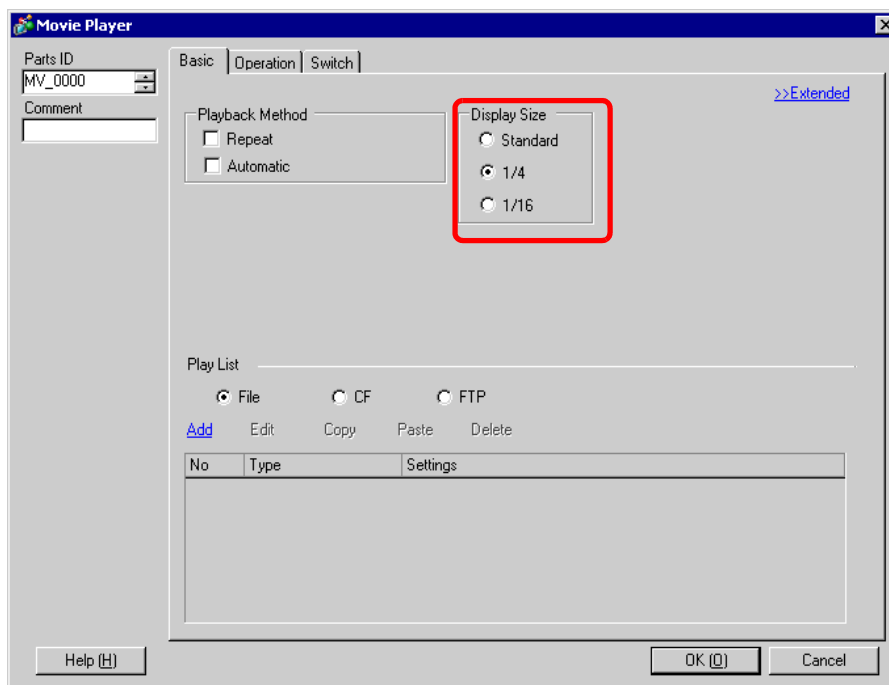 Movie Player
Parts ID
MV_0000
Comment
Basic Operation Switch
>>Extended
Playback Method
Repeat
Automatic
Display Size
Standard
1/4
1/16
Play List
File CF FTP
Add Edit Copy Paste Delete
No Type Settings
Help (H) OK (O) Cancel